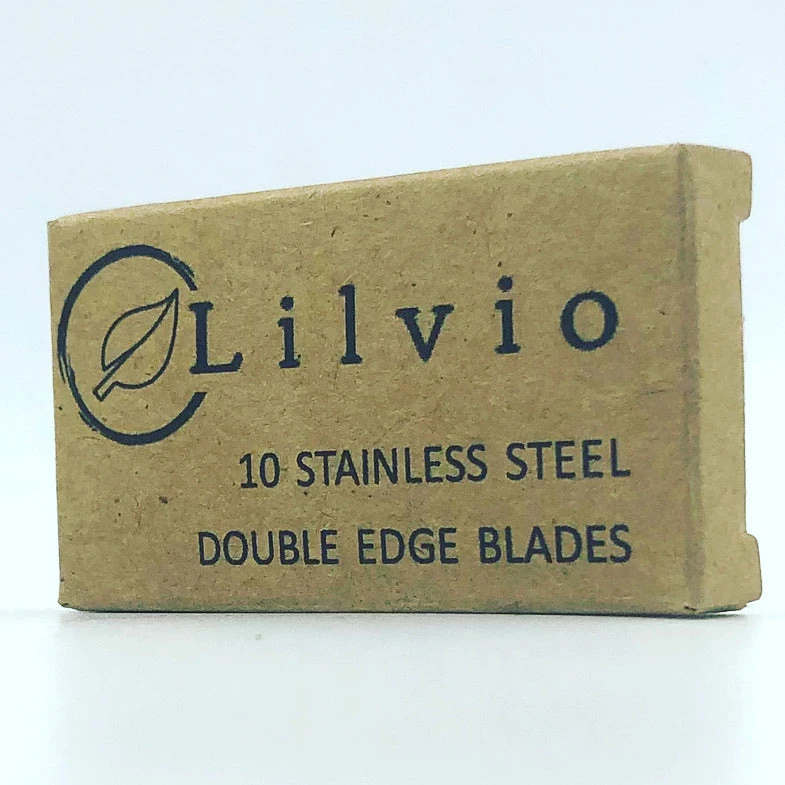 Lilvio
10 STAINLESS STEEL
DOUBLE EDGE BLADES